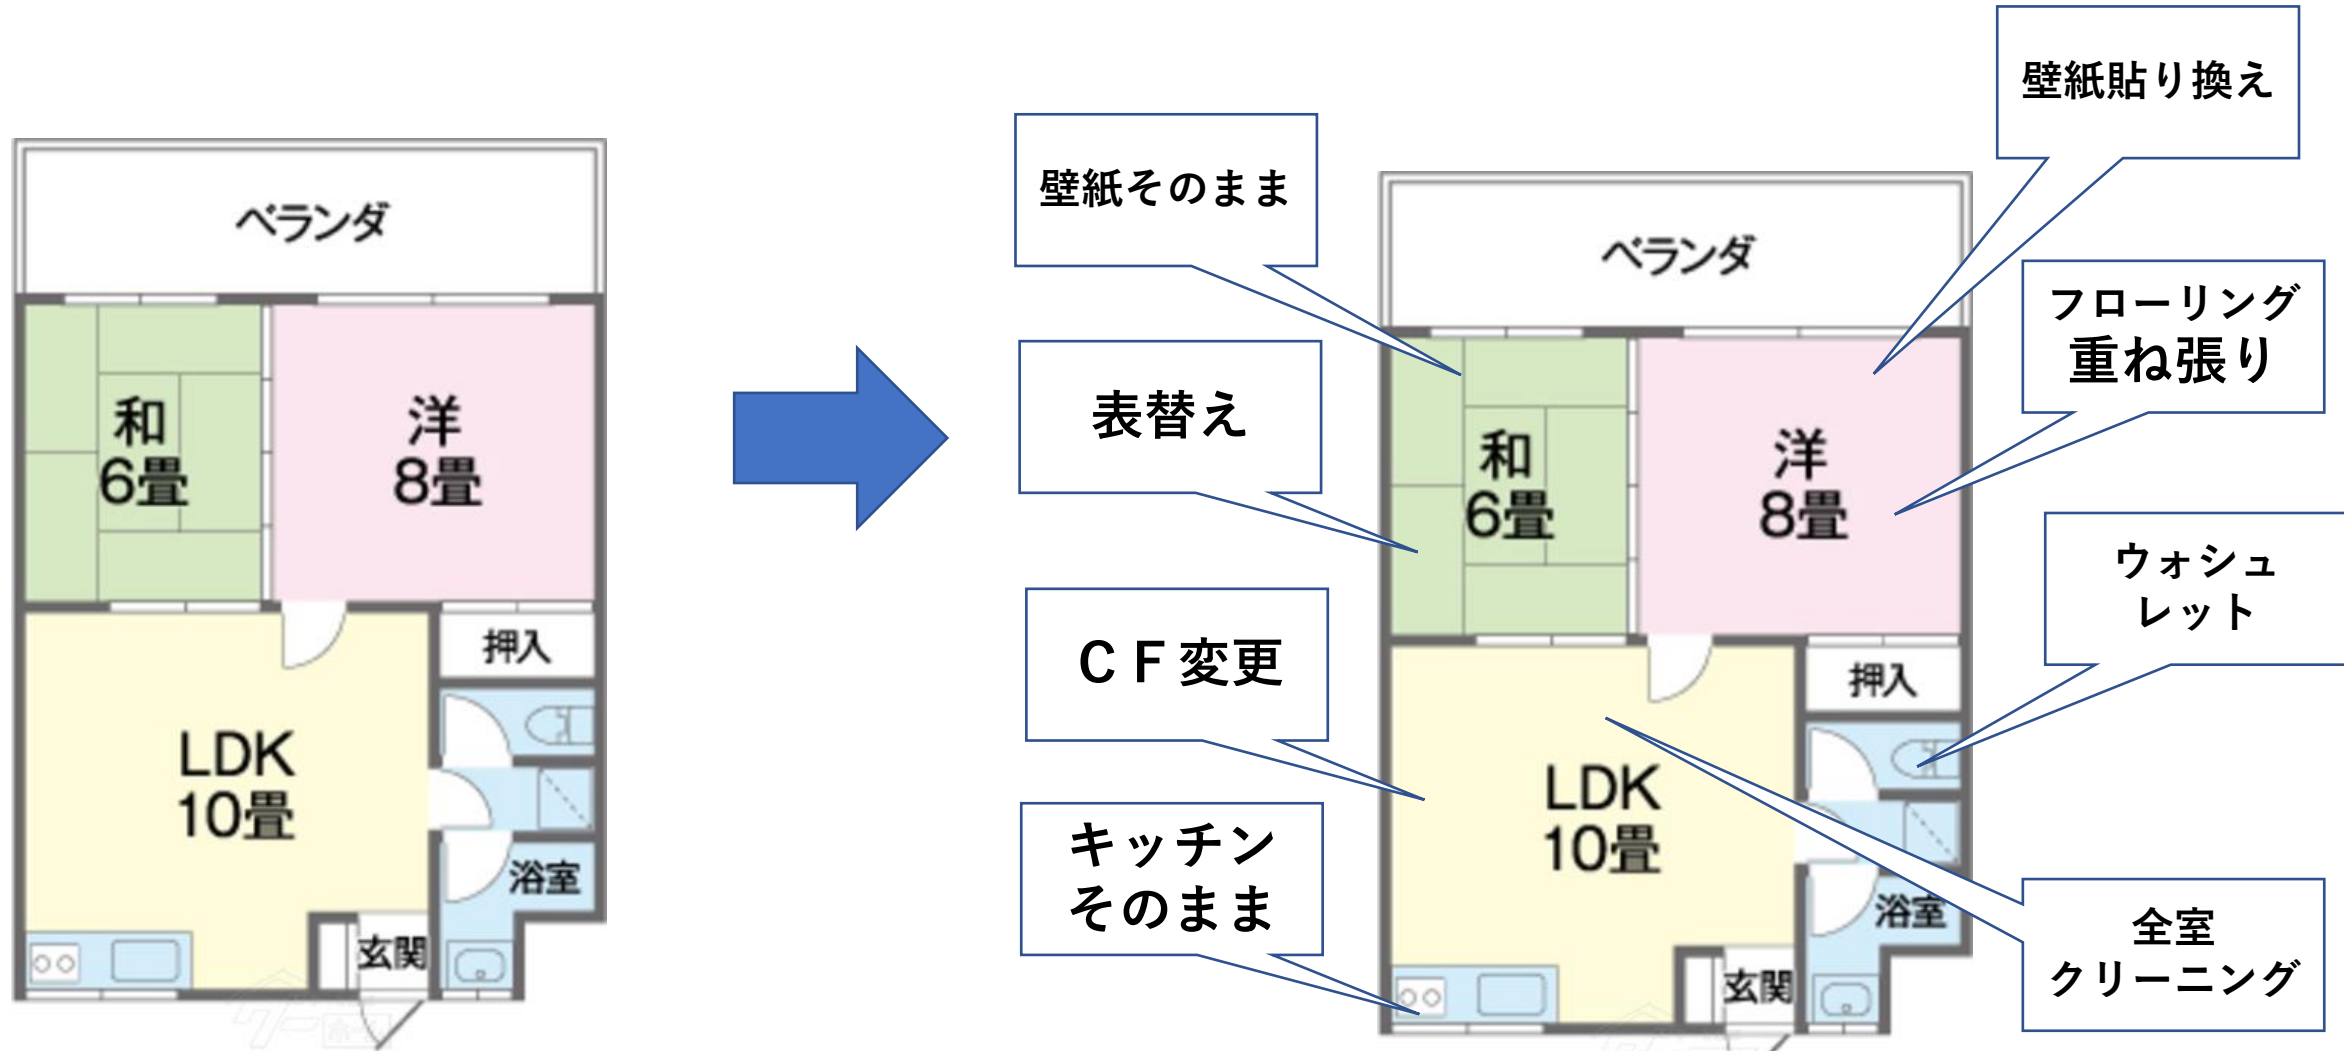 ベランダ
和
6畳
洋
8畳
押入
LDK
10畳
浴室
玄関
壁紙そのまま
表替え
ＣＦ変更
キッチン
そのまま
壁紙貼り換え
フローリング
重ね張り
ウォシュ
レット
全室
クリーニング
ベランダ
和
6畳
洋
8畳
押入
LDK
10畳
浴室
玄関